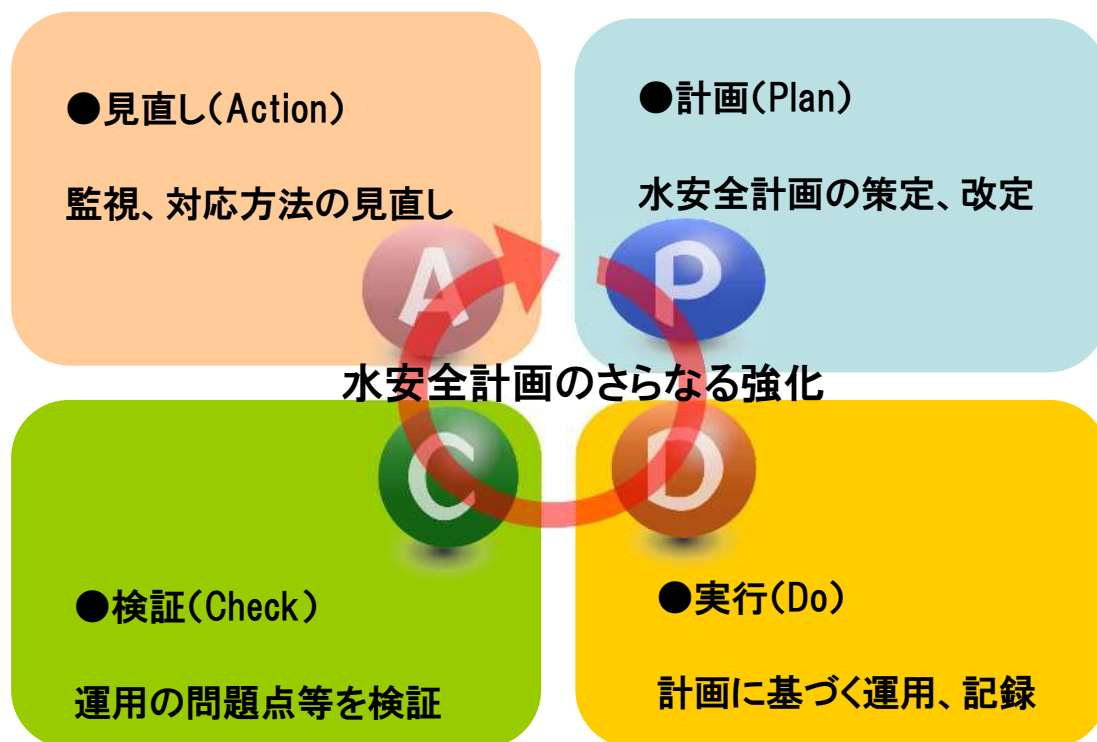 ●見直し(Action)
監視、対応方法の見直し
●計画(Plan)
水安全計画の策定、改定
A
P
水安全計画のさらなる強化
C
D
●検証(Check)
運用の問題点等を検証
●実行(Do)
計画に基づく運用、記録